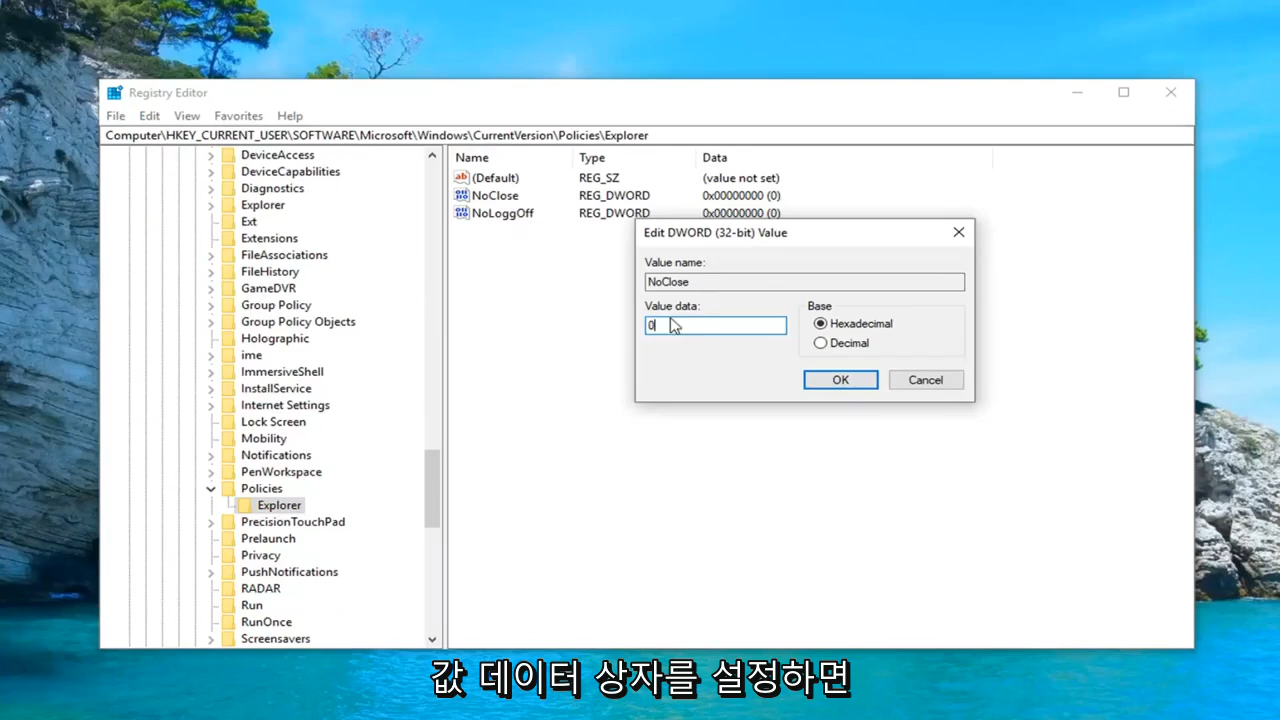 Registry Editor
File Edit View Favorites Help
Computer\HKEY_CURRENT_USER\SOFTWARE\Microsoft\Windows\CurrentVersion\Policies\Explorer
DeviceAccess
DeviceCapabilities
Diagnostics
Explorer
Ext
Extensions
FileAssociations
FileHistory
GameDVR
Group Policy
Group Policy Objects
Holographic
ime
ImmersiveShell
InstallService
Internet Settings
Lock Screen
Mobility
Notifications
PenWorkspace
Policies
Explorer
PrecisionTouchPad
Prelaunch
Privacy
PushNotifications
RADAR
Run
RunOnce
Screensavers
Name Type Data
(Default) REG_SZ (value not set)
NoClose REG_DWORD 0x00000000 (0)
NoLoggOff REG_DWORD 0x00000000 (0)
Edit DWORD (32-bit) Value
Value name:
NoClose
Value data:
0
Base
Hexadecimal
Decimal
OK Cancel
값 데이터 상자를 설정하면